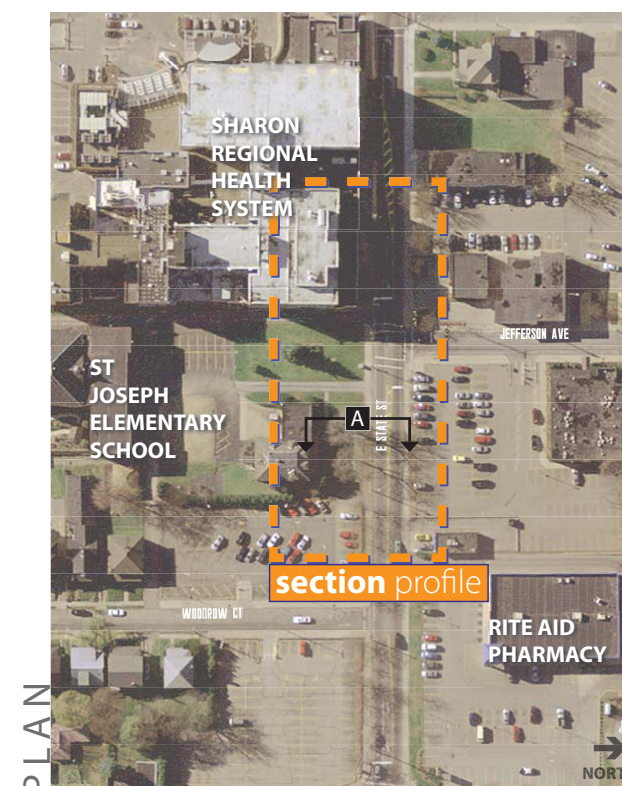 SHARON
REGIONAL
HEALTH
SYSTEM
JEFFERSON AVE
ST
JOSEPH
ELEMENTARY
SCHOOL
A
E STATE ST
section profile
WOODROW CT
RITE AID
PHARMACY
PLAN
NORT